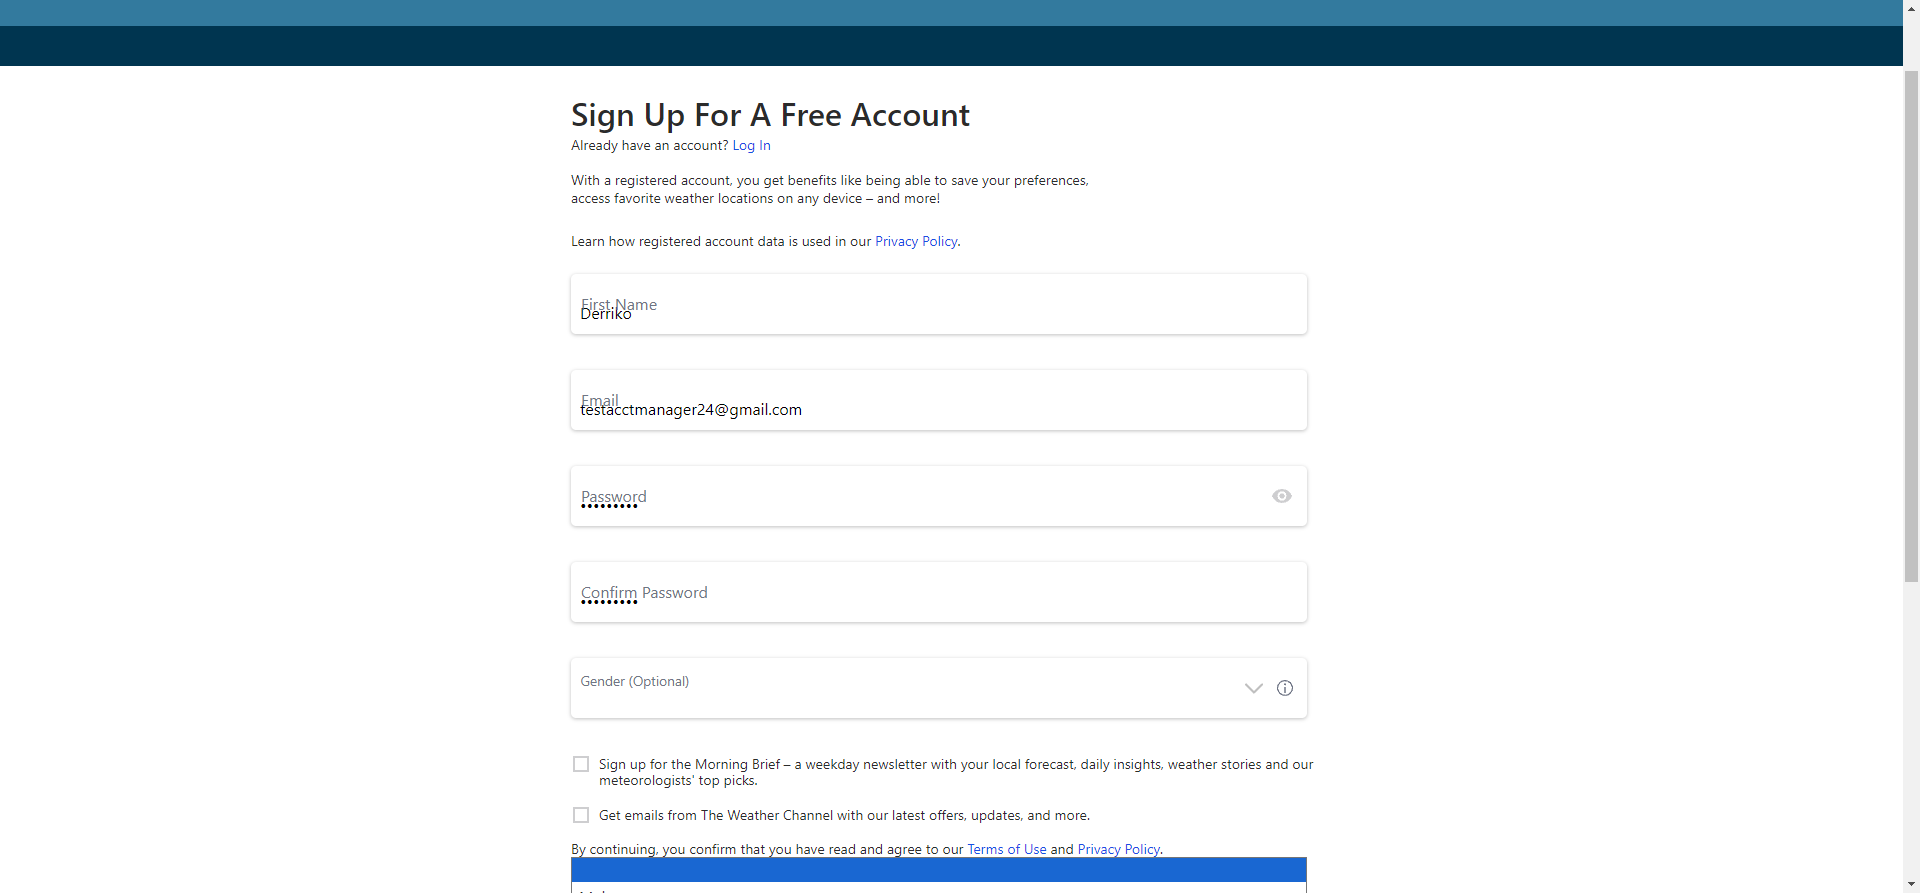 Sign Up For A Free Account
Already have an account? Log In
With a registered account, you get benefits like being able to save your preferences,
access favorite weather locations on any device – and more!
Learn how registered account data is used in our Privacy Policy.
First Name
Derriko
Email
testacctmanager24@gmail.com
Password
•••••••••
Confirm Password
•••••••••
Gender (Optional)
Sign up for the Morning Brief – a weekday newsletter with your local forecast, daily insights, weather stories and our
meteorologists' top picks.
Get emails from The Weather Channel with our latest offers, updates, and more.
By continuing, you confirm that you have read and agree to our Terms of Use and Privacy Policy.